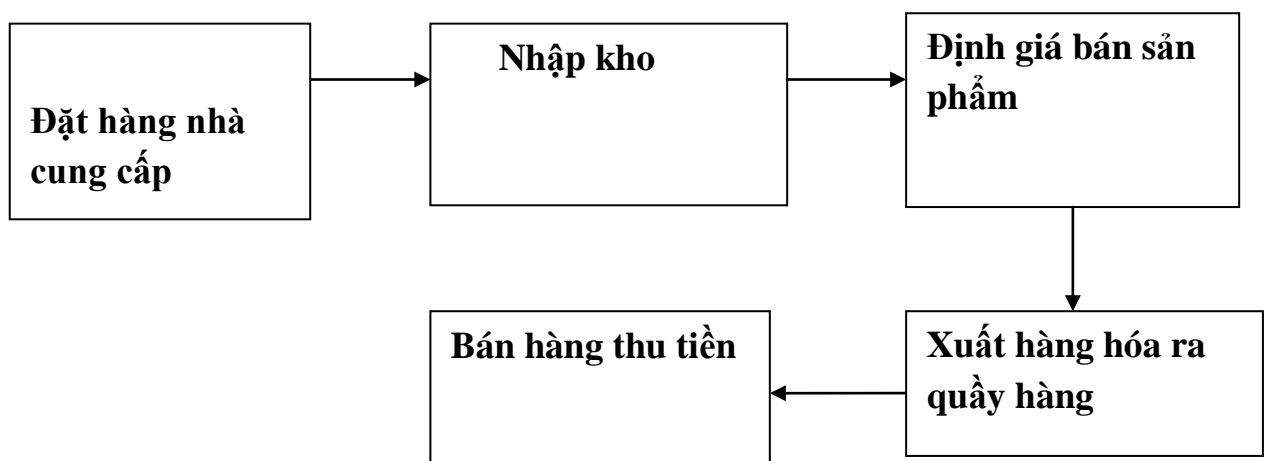 Đặt hàng nhà
cung cấp
Nhập kho
Định giá bán sản
phẩm
Xuất hàng hóa ra
quầy hàng
Bán hàng thu tiền